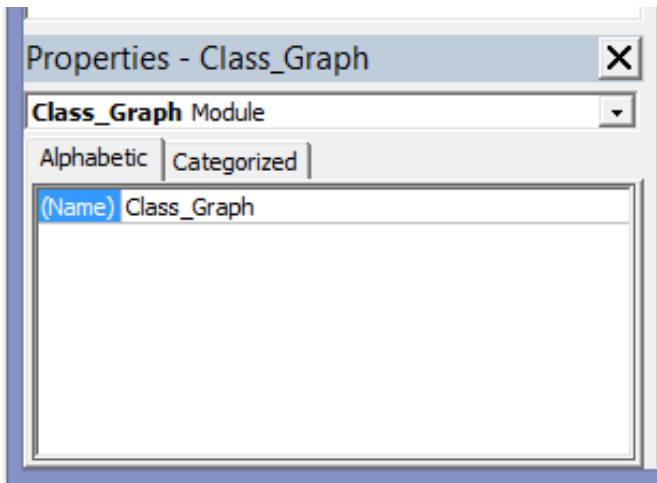 Properties - Class_Graph
Class_Graph Module
Alphabetic Categorized
(Name) Class_Graph